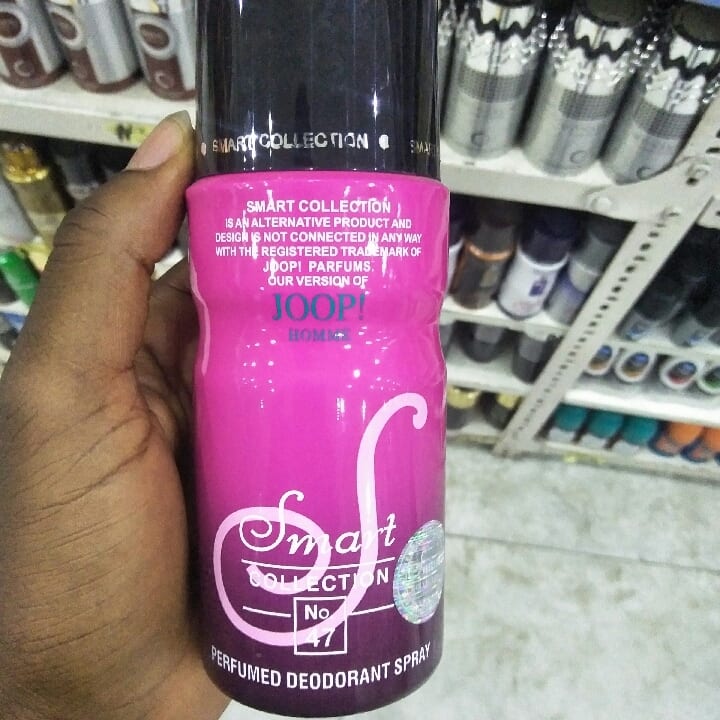 SMART COLLECTION
SMART COLLECTION
IS AN ALTERNATIVE PRODUCT AND
DESIGN IS NOT CONNECTED IN ANY WAY
WITH THE REGISTERED TRADEMARK OF
JOOP! PARFUMS.
OUR VERSION OF
JOOP!
HOMME
Smart
COLLECTION
No
47
PERFUMED DEODORANT SPRAY